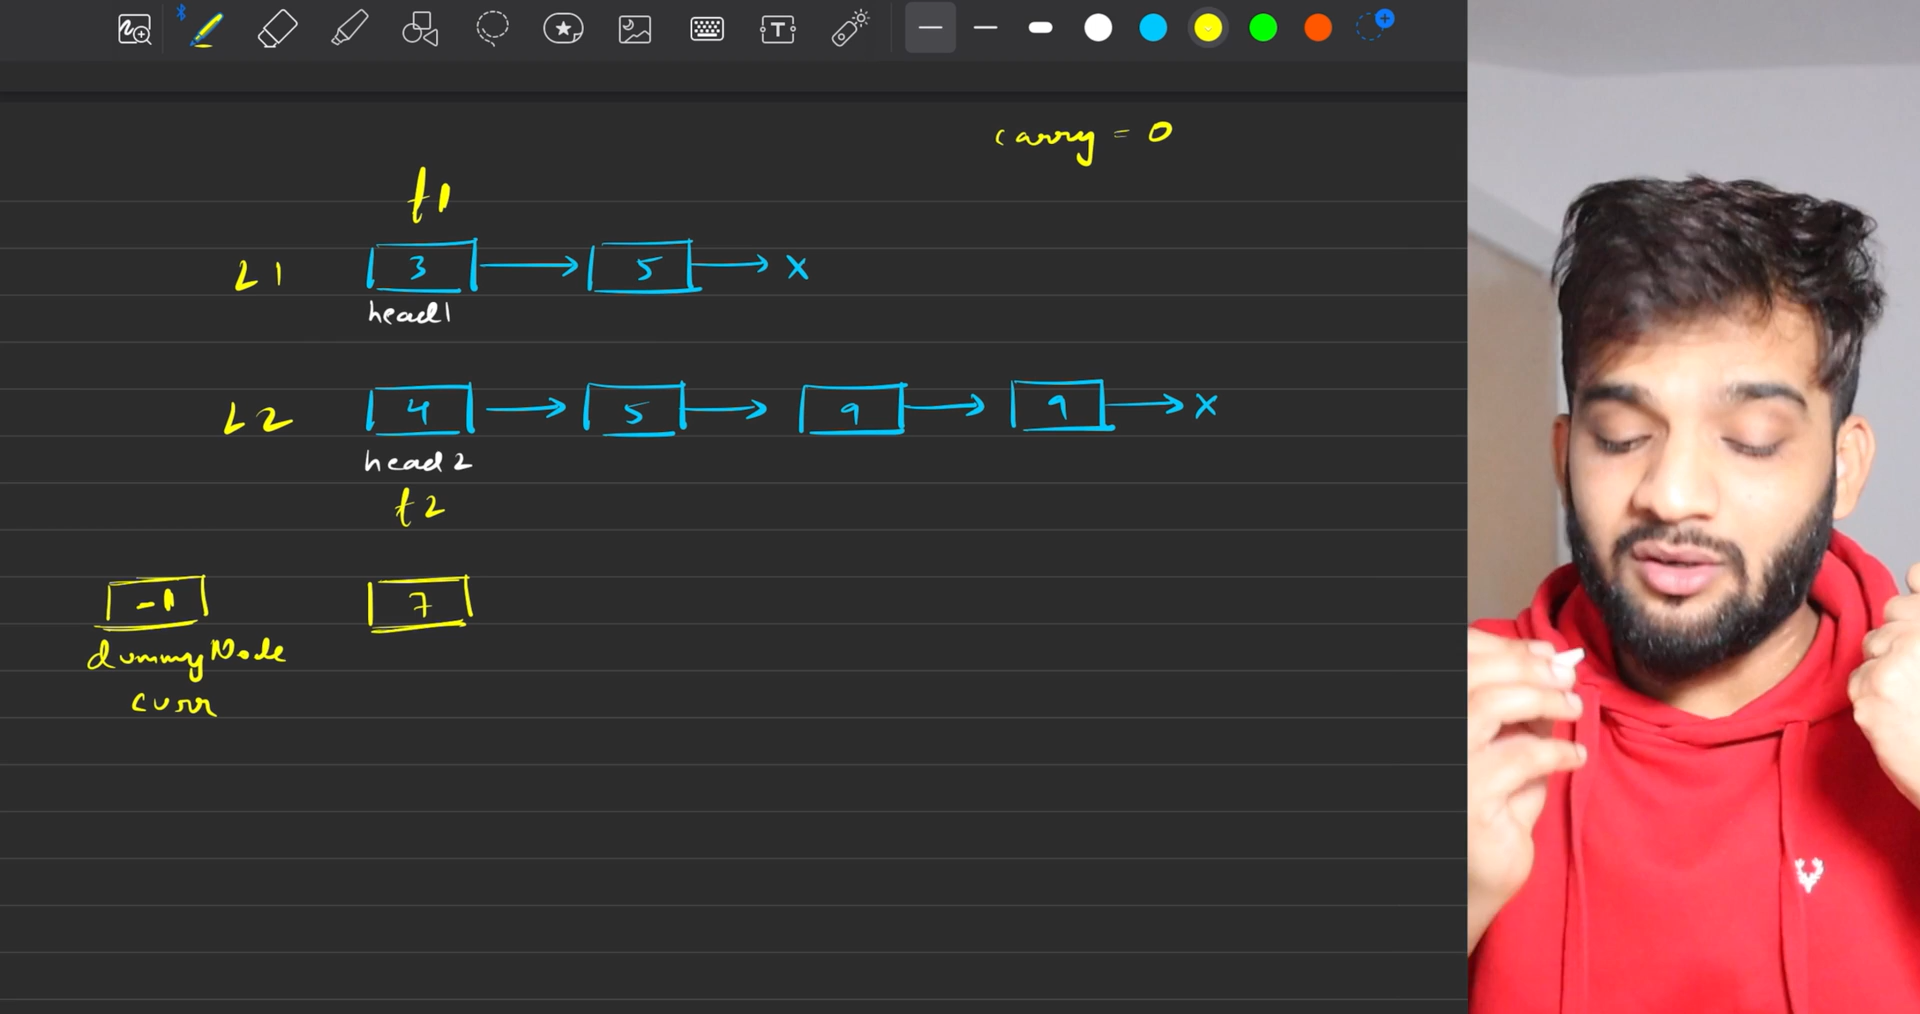 carry = 0
t1
L1 3 → 5 → x
head1
L2 4 → 5 → 9 → 9 → x
head2
t2
-1 7
dummyNode
curr